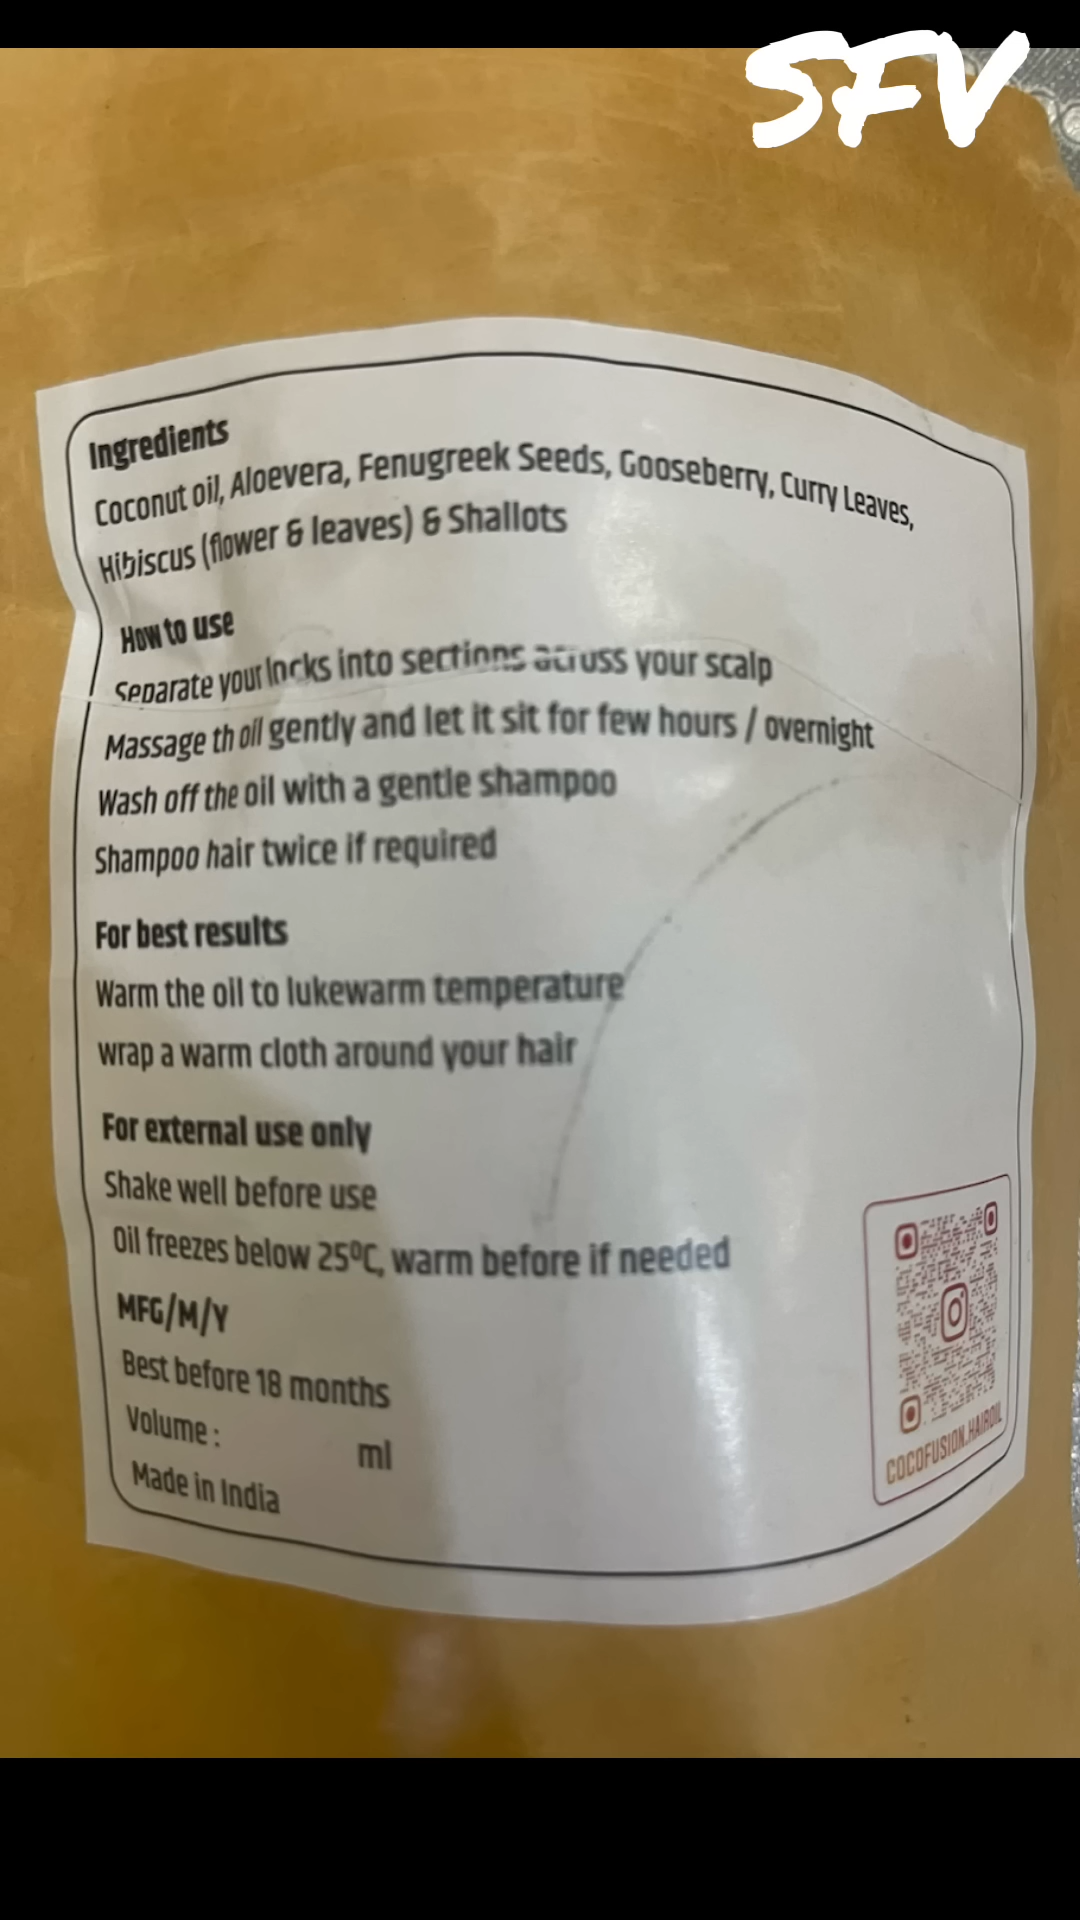 SFV
Ingredients
Coconut oil, Aloevera, Fenugreek Seeds, Gooseberry, Curry Leaves,
Hibiscus (flower & leaves) & Shallots
How to use
Separate your locks into sections across your scalp
Massage th oil gently and let it sit for few hours / overnight
Wash off the oil with a gentle shampoo
Shampoo hair twice if required
For best results
Warm the oil to lukewarm temperature
wrap a warm cloth around your hair
For external use only
Shake well before use
Oil freezes below 25ºC, warm before if needed
MFG/M/Y
Best before 18 months
Volume : ml
Made in India
COCOFUSION.HAIROIL